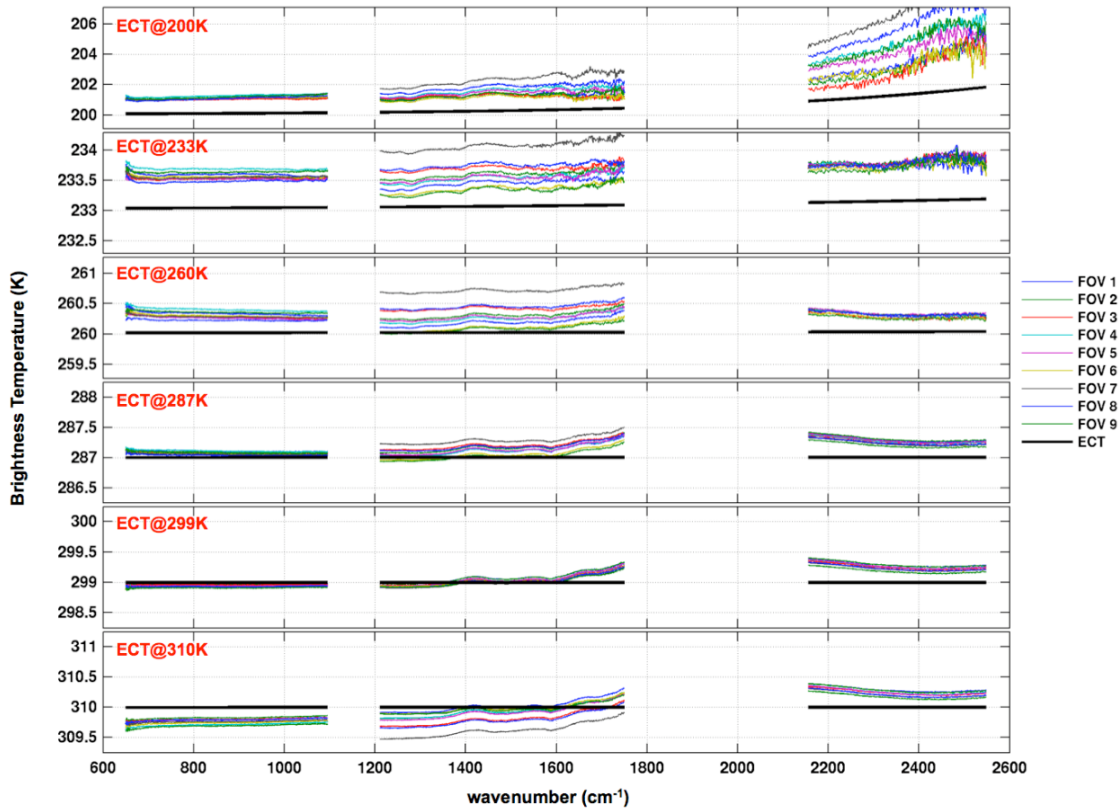 ECT@200K
206
204
202
200
ECT@233K
234
233.5
233
232.5
ECT@260K
261
260.5
260
259.5
ECT@287K
288
287.5
287
286.5
ECT@299K
300
299.5
299
298.5
ECT@310K
311
310.5
310
309.5
Brightness Temperature (K)
600 800 1000 1200 1400 1600 1800 2000 2200 2400 2600
wavenumber (cm-1)
FOV 1
FOV 2
FOV 3
FOV 4
FOV 5
FOV 6
FOV 7
FOV 8
FOV 9
ECT